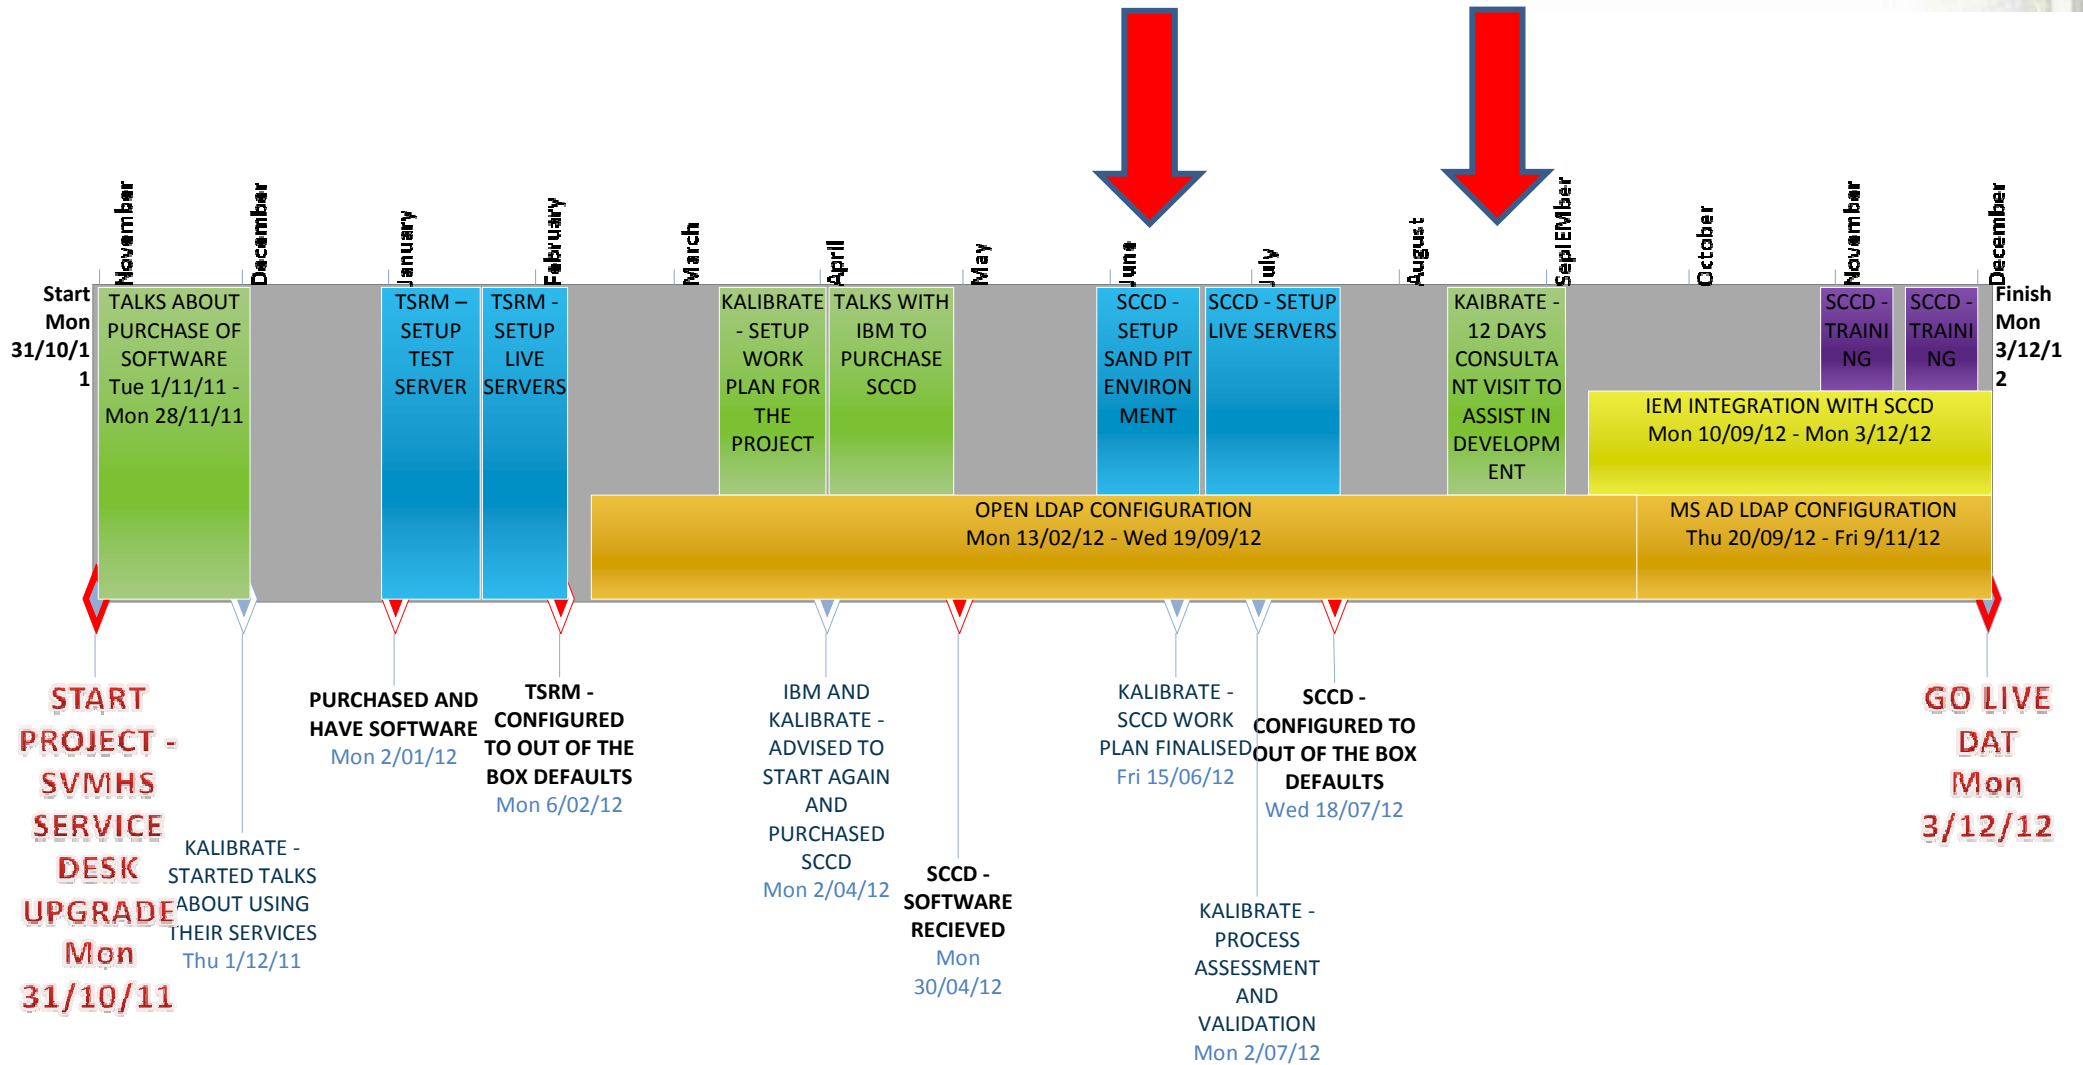 November
December
January
February
March
April
May
June
July
August
SeplEMber
October
November
December
Start
Mon
31/10/1
1
TALKS ABOUT
PURCHASE OF
SOFTWARE
Tue 1/11/11 -
Mon 28/11/11
TSRM –
SETUP
TEST
SERVER
TSRM -
SETUP
LIVE
SERVERS
KALIBRATE
- SETUP
WORK
PLAN FOR
THE
PROJECT
TALKS WITH
IBM TO
PURCHASE
SCCD
SCCD -
SETUP
SAND PIT
ENVIRON
MENT
SCCD - SETUP
LIVE SERVERS
KAIBRATE -
12 DAYS
CONSULTA
NT VISIT TO
ASSIST IN
DEVELOPM
ENT
SCCD -
TRAINI
NG
SCCD -
TRAINI
NG
Finish
Mon
3/12/1
2
IEM INTEGRATION WITH SCCD
Mon 10/09/12 - Mon 3/12/12
OPEN LDAP CONFIGURATION
Mon 13/02/12 - Wed 19/09/12
MS AD LDAP CONFIGURATION
Thu 20/09/12 - Fri 9/11/12
START
PROJECT -
SVMHS
SERVICE
DESK
UPGRADE
Mon
31/10/11
KALIBRATE -
STARTED TALKS
ABOUT USING
THEIR SERVICES
Thu 1/12/11
PURCHASED AND
HAVE SOFTWARE
Mon 2/01/12
TSRM -
CONFIGURED
TO OUT OF THE
BOX DEFAULTS
Mon 6/02/12
IBM AND
KALIBRATE -
ADVISED TO
START AGAIN
AND
PURCHASED
SCCD
Mon 2/04/12
SCCD -
SOFTWARE
RECIEVED
Mon
30/04/12
KALIBRATE -
SCCD WORK
PLAN FINALISED
Fri 15/06/12
KALIBRATE -
PROCESS
ASSESSMENT
AND
VALIDATION
Mon 2/07/12
SCCD -
CONFIGURED TO
OUT OF THE BOX
DEFAULTS
Wed 18/07/12
GO LIVE
DAT
Mon
3/12/12